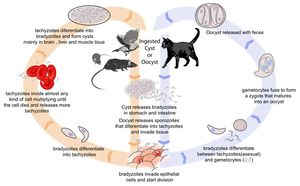 tachyzoites differentiate into
bradyzoites and form cysts
mainly in brain , liver and muscle tissue
Ingested
Cyst
or
Oocyst
Oocyst released with feces
tachyzoites invade almost any
kind of cell multiplying until
the cell dies and releases more
tachyzoites
Cyst releases bradyzoites
in stomach and intestine
Oocyst releases sporozoites
that diferentiate into tachyzoites
and invade tissue
gametocytes fuse to form
a zygote that matures
into an oocyst
bradyzoites differentiate
into tachyzoites
bradyzoites differentiate
between tachyzoites(asexual)
and gametocytes
bradyzoites invade epithelial
cells and start division